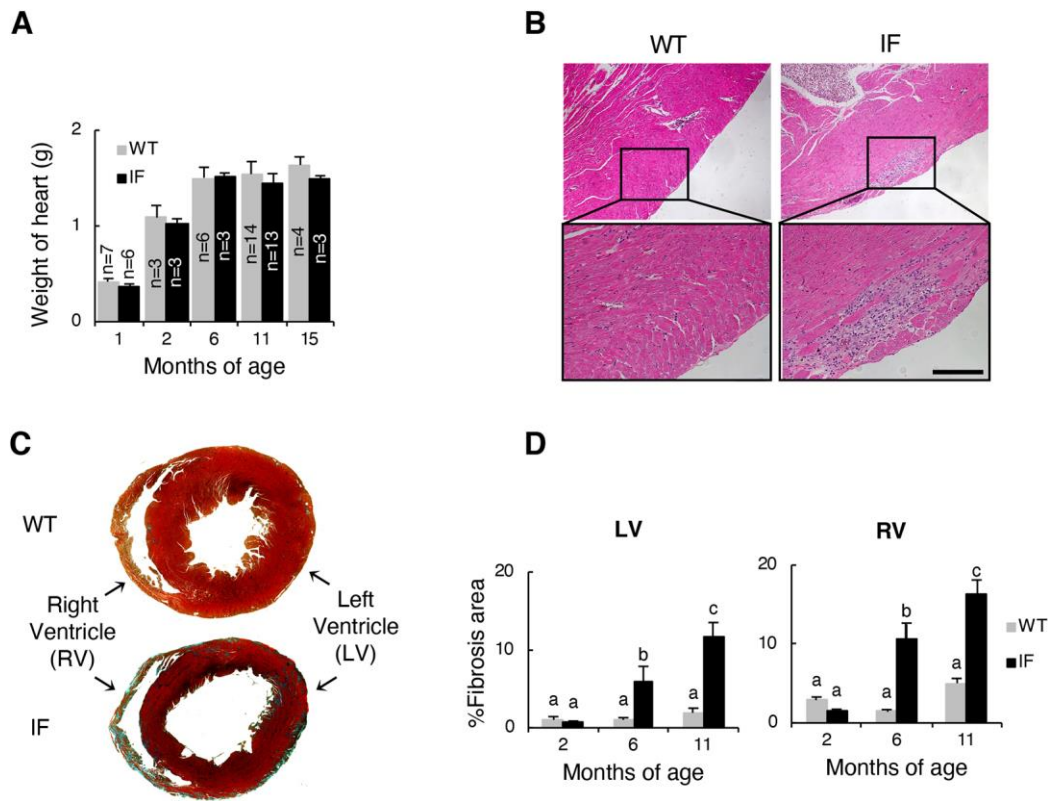 A
Weight of heart (g)
2
1
0
WT
IF
n=7
n=6
n=3
n=3
n=6
n=3
n=14
n=13
n=4
n=3
1 2 6 11 15
Months of age
B
WT IF
C
WT
Right
Ventricle
(RV)
Left
Ventricle
(LV)
IF
D
LV
%Fibrosis area
20
10
0
a a a b a c
2 6 11
Months of age
RV
20
10
0
a a a b a c
2 6 11
Months of age
WT
IF